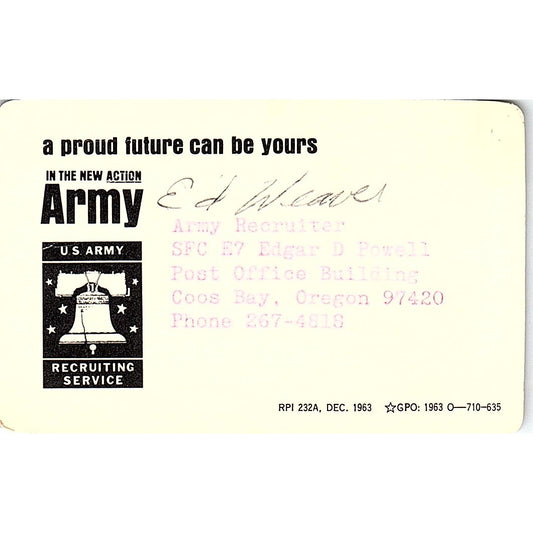 a proud future can be yours
IN THE NEW ACTION
Army
Ed Weaver
Army Recruiter
SFC E7 Edgar D Powell
Post Office Building
Coos Bay, Oregon 97420
Phone 267-4818
U.S. ARMY
RECRUITING
SERVICE
RPI 232A, DEC. 1963 ☆GPO: 1963 O—710-635